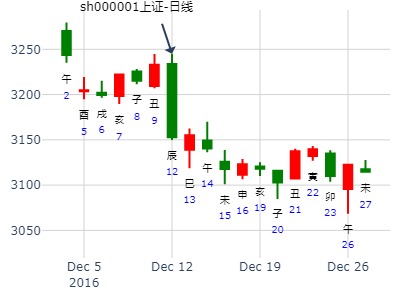 sh000001上证-日线
3250
3200
3150
3100
3050
午
2
酉
5
戌
6
亥
7
子
8
丑
9
辰
12
巳
13
午
14
未
15
申
16
亥
19
子
20
丑
21
寅
22
卯
23
午
26
未
27
Dec 5
2016
Dec 12
Dec 19
Dec 26